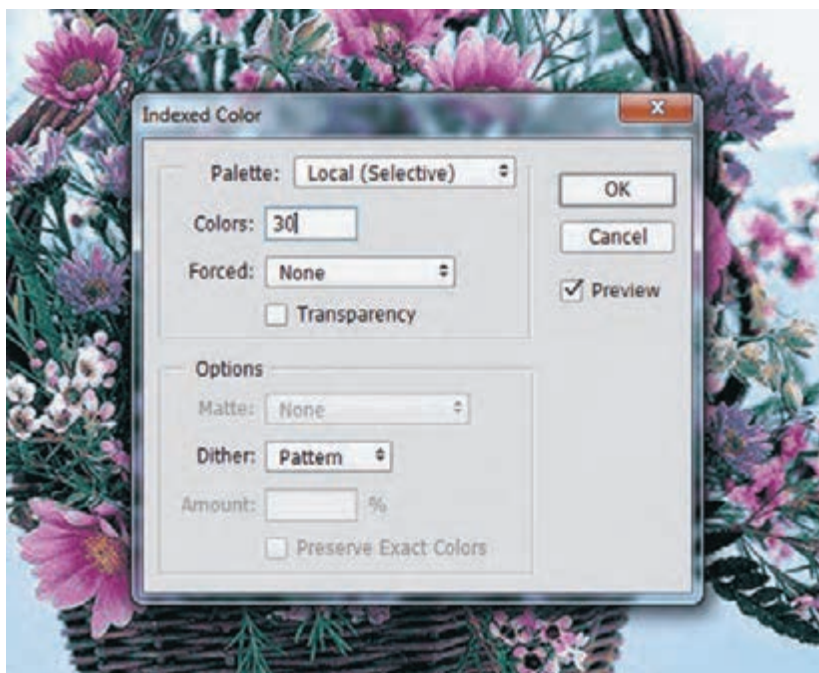 Indexed Color
X
Palette: Local (Selective)
Colors: 30
Forced: None
Transparency
OK
Cancel
Preview
Options
Matte: None
Dither: Pattern
Amount: %
Preserve Exact Colors